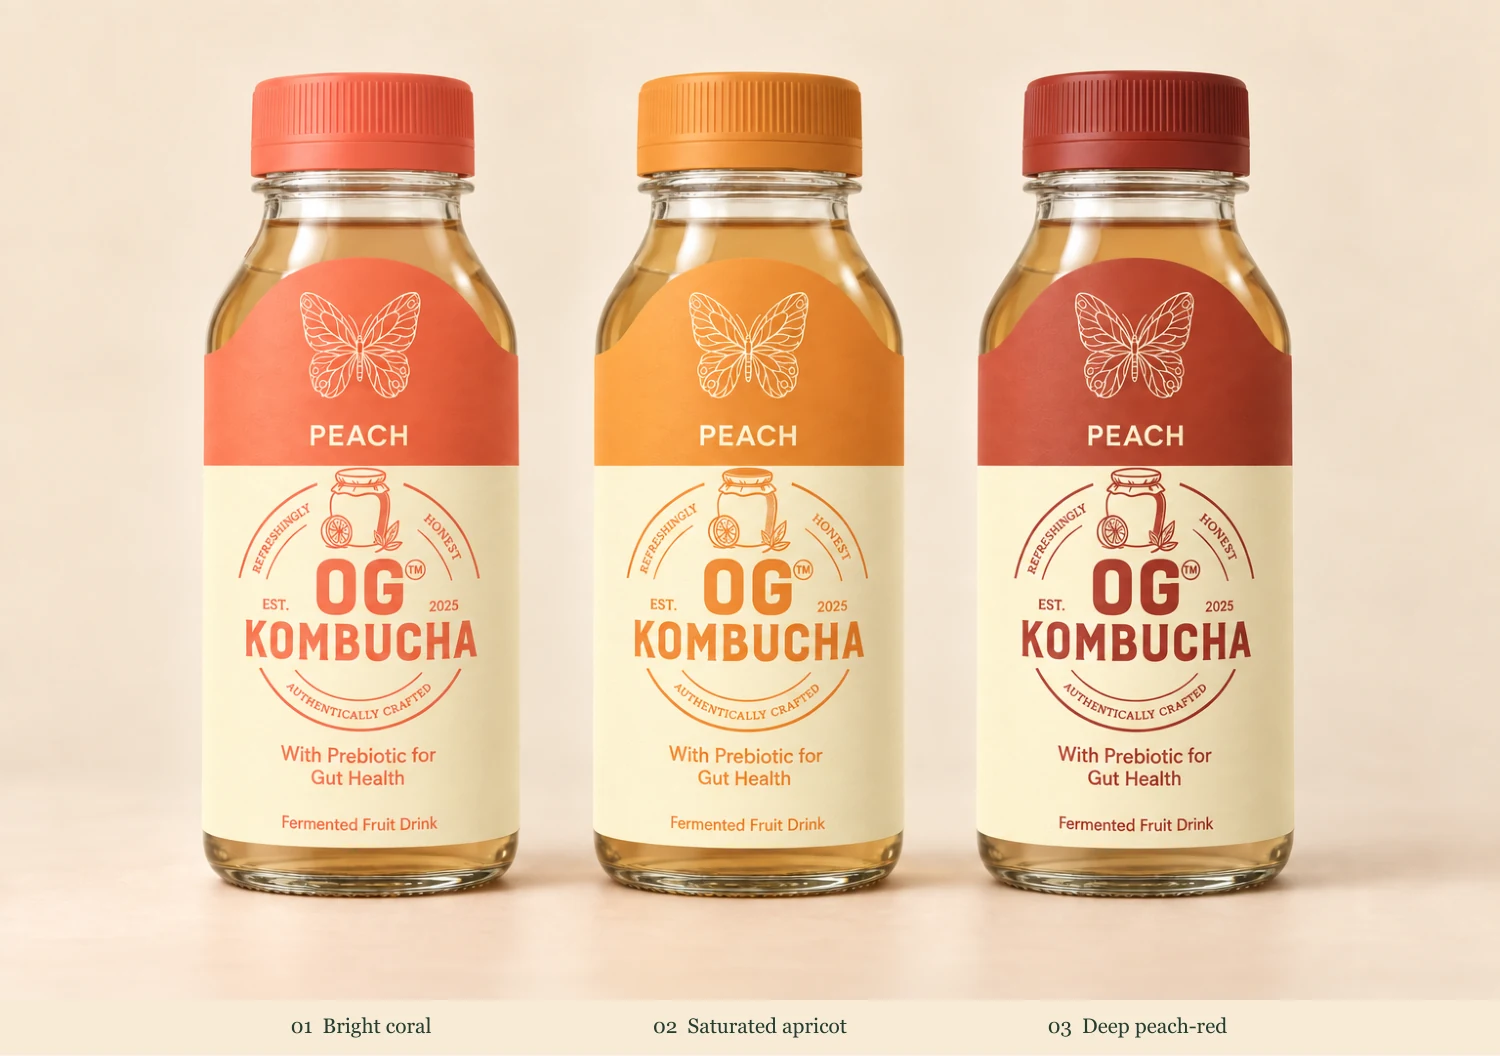 PEACH
REFRESHINGLY HONEST
OG™
EST. 2025
KOMBUCHA
AUTHENTICALLY CRAFTED
With Prebiotic for
Gut Health
Fermented Fruit Drink
PEACH
REFRESHINGLY HONEST
OG™
EST. 2025
KOMBUCHA
AUTHENTICALLY CRAFTED
With Prebiotic for
Gut Health
Fermented Fruit Drink
PEACH
REFRESHINGLY HONEST
OG™
EST. 2025
KOMBUCHA
AUTHENTICALLY CRAFTED
With Prebiotic for
Gut Health
Fermented Fruit Drink
01 Bright coral
02 Saturated apricot
03 Deep peach-red